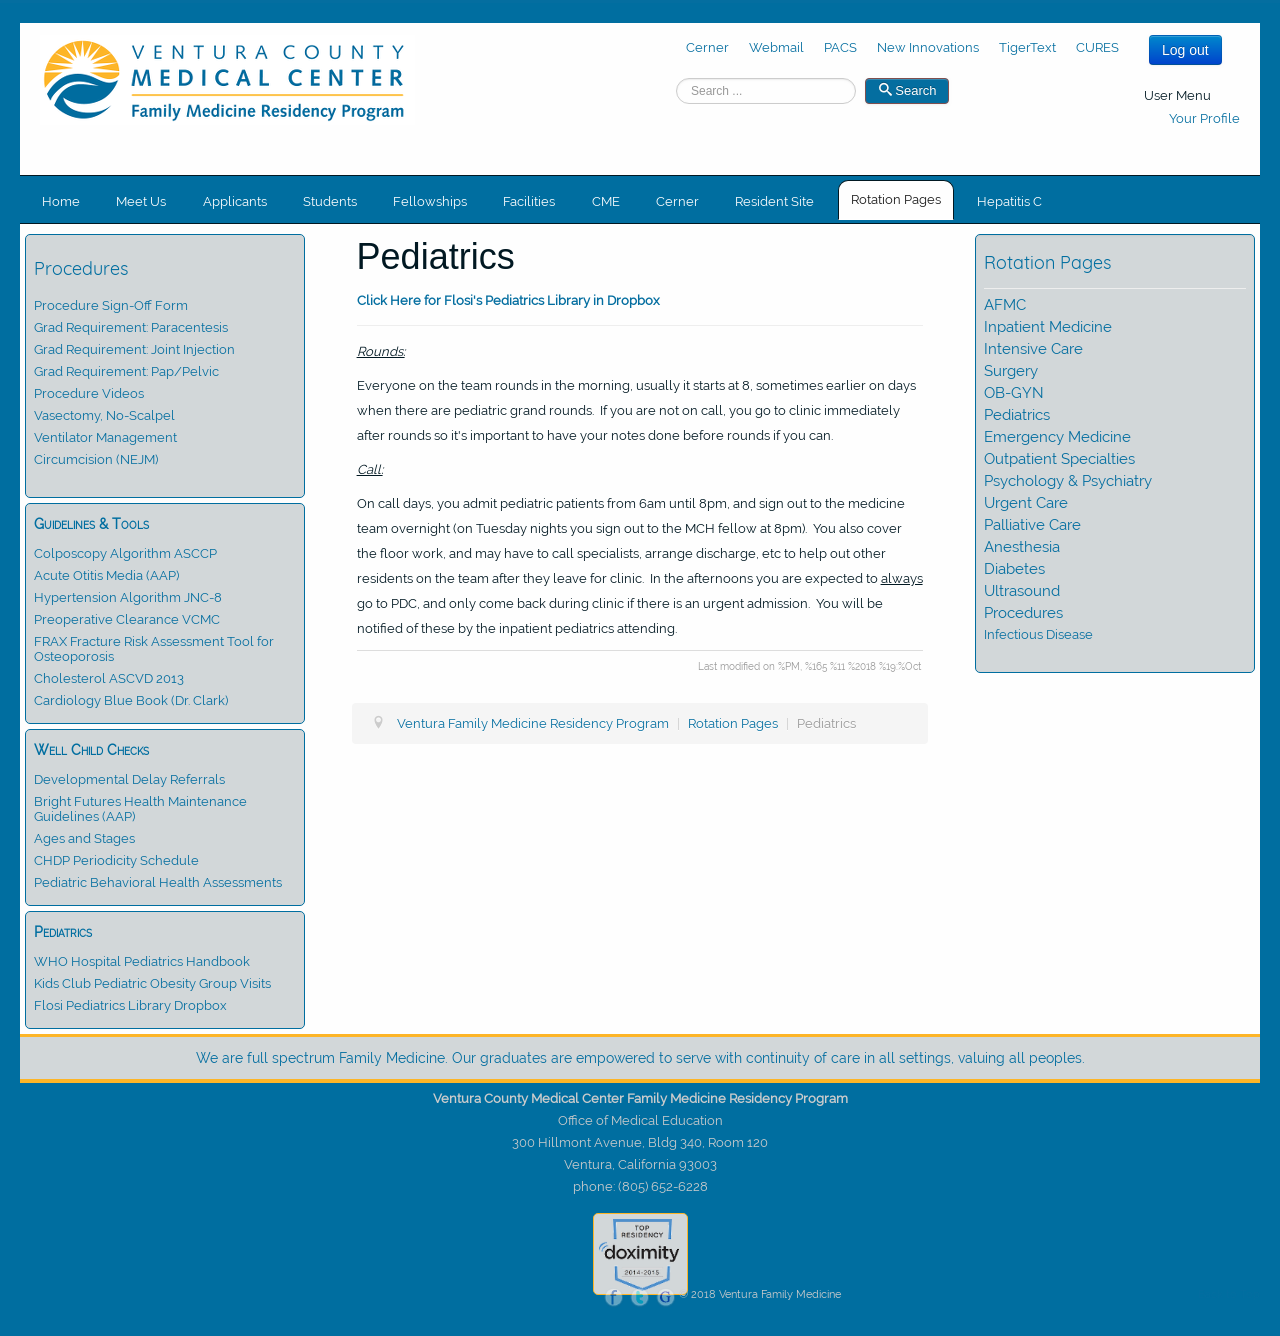 VENTURA COUNTY
MEDICAL CENTER
Family Medicine Residency Program
Cerner Webmail PACS New Innovations TigerText CURES
Log out
Search ...
Search
User Menu
Your Profile
Home Meet Us Applicants Students Fellowships Facilities CME Cerner Resident Site Rotation Pages Hepatitis C
Procedures
Procedure Sign-Off Form
Grad Requirement: Paracentesis
Grad Requirement: Joint Injection
Grad Requirement: Pap/Pelvic
Procedure Videos
Vasectomy, No-Scalpel
Ventilator Management
Circumcision (NEJM)
Guidelines & Tools
Colposcopy Algorithm ASCCP
Acute Otitis Media (AAP)
Hypertension Algorithm JNC-8
Preoperative Clearance VCMC
FRAX Fracture Risk Assessment Tool for
Osteoporosis
Cholesterol ASCVD 2013
Cardiology Blue Book (Dr. Clark)
Well Child Checks
Developmental Delay Referrals
Bright Futures Health Maintenance
Guidelines (AAP)
Ages and Stages
CHDP Periodicity Schedule
Pediatric Behavioral Health Assessments
Pediatrics
WHO Hospital Pediatrics Handbook
Kids Club Pediatric Obesity Group Visits
Flosi Pediatrics Library Dropbox
Pediatrics
Click Here for Flosi's Pediatrics Library in Dropbox
Rounds:
Everyone on the team rounds in the morning, usually it starts at 8, sometimes earlier on days
when there are pediatric grand rounds. If you are not on call, you go to clinic immediately
after rounds so it's important to have your notes done before rounds if you can.
Call:
On call days, you admit pediatric patients from 6am until 8pm, and sign out to the medicine
team overnight (on Tuesday nights you sign out to the MCH fellow at 8pm). You also cover
the floor work, and may have to call specialists, arrange discharge, etc to help out other
residents on the team after they leave for clinic. In the afternoons you are expected to always
go to PDC, and only come back during clinic if there is an urgent admission. You will be
notified of these by the inpatient pediatrics attending.
Last modified on %PM, %165 %11 %2018 %19:%Oct
Ventura Family Medicine Residency Program | Rotation Pages | Pediatrics
Rotation Pages
AFMC
Inpatient Medicine
Intensive Care
Surgery
OB-GYN
Pediatrics
Emergency Medicine
Outpatient Specialties
Psychology & Psychiatry
Urgent Care
Palliative Care
Anesthesia
Diabetes
Ultrasound
Procedures
Infectious Disease
We are full spectrum Family Medicine. Our graduates are empowered to serve with continuity of care in all settings, valuing all peoples.
Ventura County Medical Center Family Medicine Residency Program
Office of Medical Education
300 Hillmont Avenue, Bldg 340, Room 120
Ventura, California 93003
phone: (805) 652-6228
TOP
RESIDENCY
doximity
2014-2015
f t G © 2018 Ventura Family Medicine